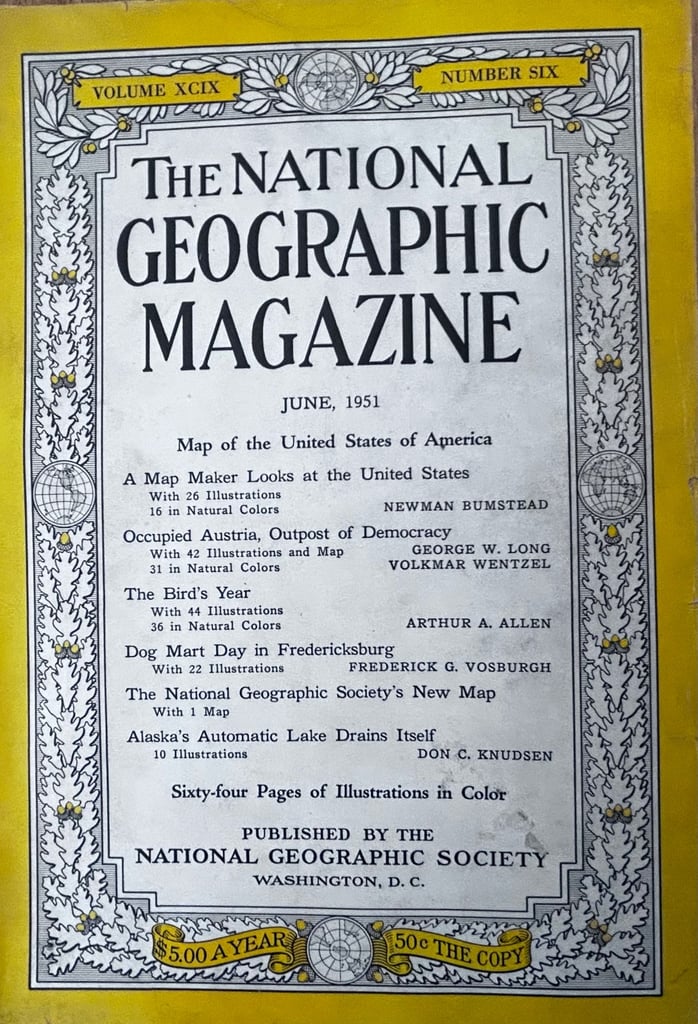 VOLUME XCIX
NUMBER SIX
THE NATIONAL
GEOGRAPHIC
MAGAZINE
JUNE, 1951
Map of the United States of America
A Map Maker Looks at the United States
With 26 Illustrations
16 in Natural Colors NEWMAN BUMSTEAD
Occupied Austria, Outpost of Democracy
With 42 Illustrations and Map GEORGE W. LONG
31 in Natural Colors VOLKMAR WENTZEL
The Bird's Year
With 44 Illustrations
36 in Natural Colors ARTHUR A. ALLEN
Dog Mart Day in Fredericksburg
With 22 Illustrations FREDERICK G. VOSBURGH
The National Geographic Society's New Map
With 1 Map
Alaska's Automatic Lake Drains Itself
10 Illustrations DON C. KNUDSEN
Sixty-four Pages of Illustrations in Color
PUBLISHED BY THE
NATIONAL GEOGRAPHIC SOCIETY
WASHINGTON, D. C.
$5.00 A YEAR
50c THE COPY